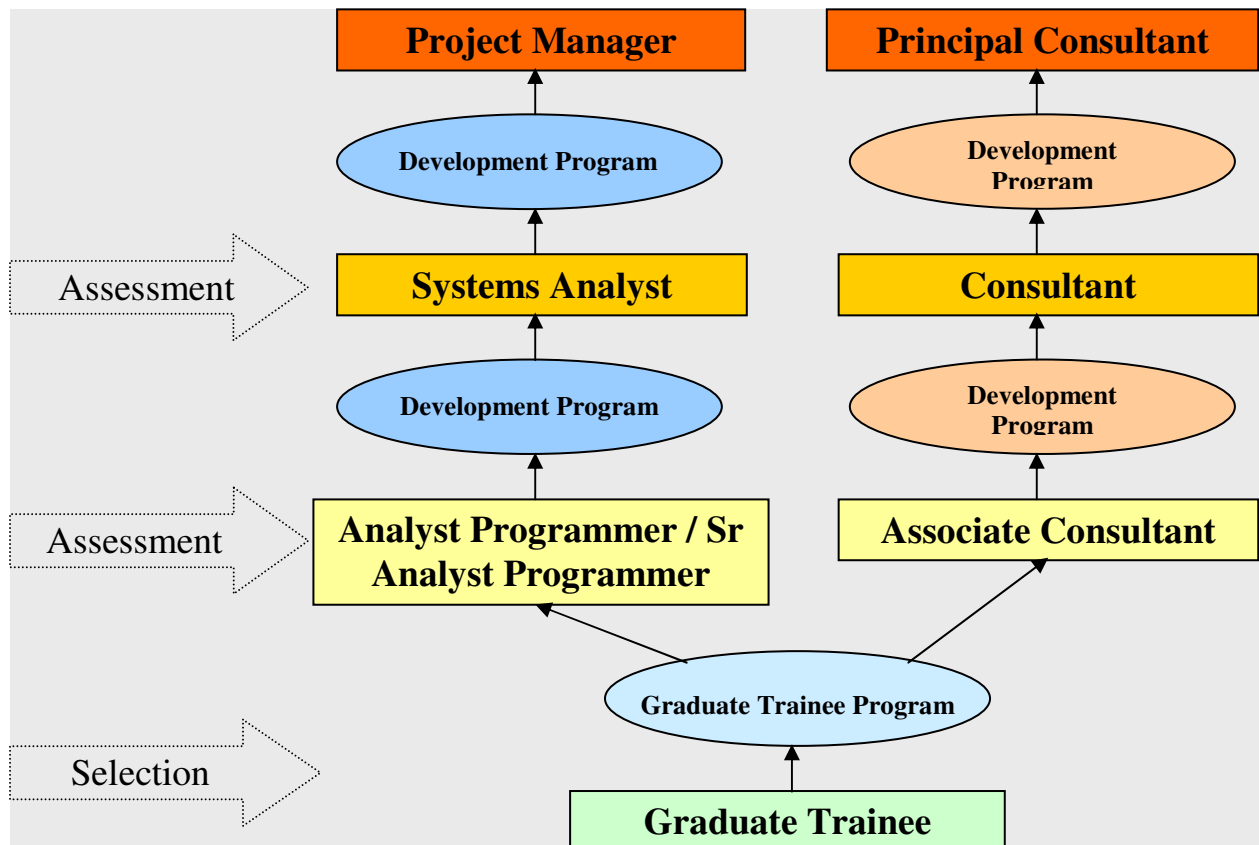 Project Manager
Principal Consultant
Development Program
Development
Program
Assessment
Systems Analyst
Consultant
Development Program
Development
Program
Assessment
Analyst Programmer / Sr
Analyst Programmer
Associate Consultant
Graduate Trainee Program
Selection
Graduate Trainee